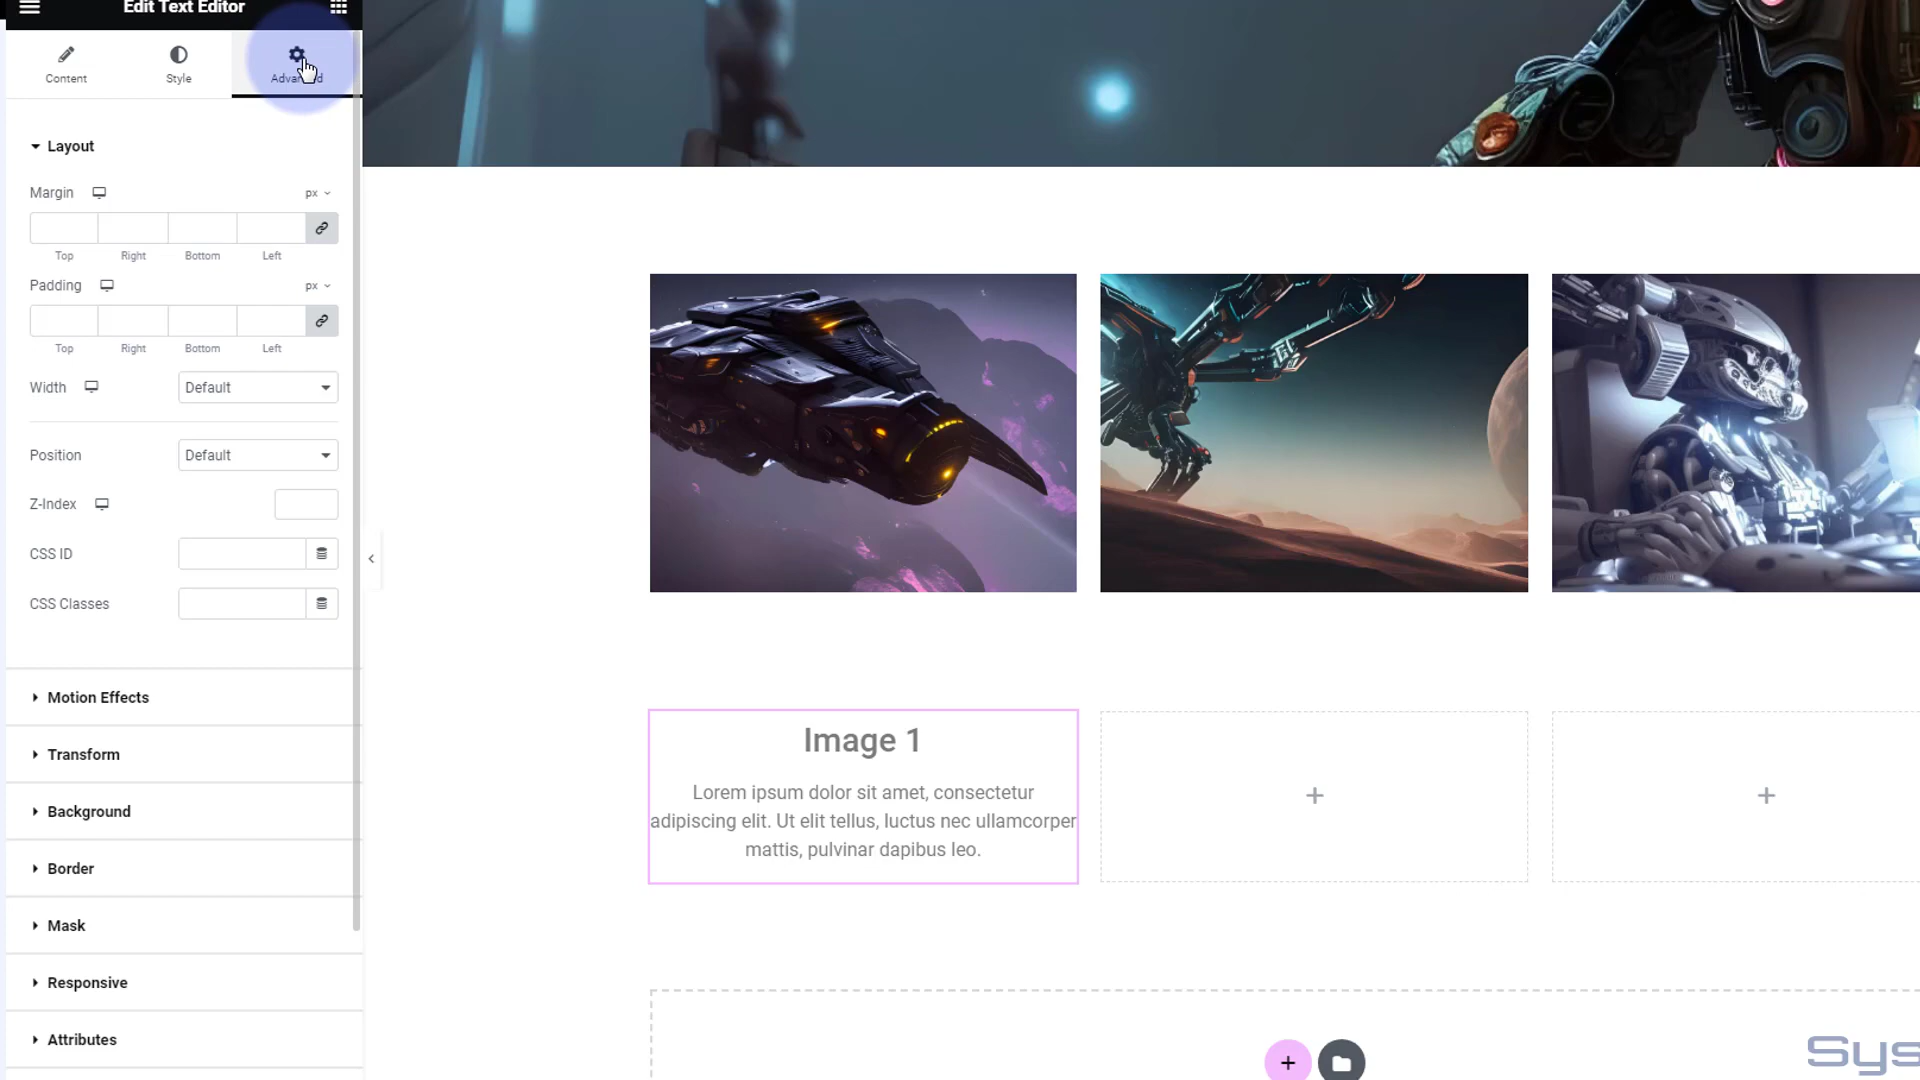 Edit Text Editor
Content
Style
Advanced
Layout
Margin
px
Top
Right
Bottom
Left
Padding
px
Top
Right
Bottom
Left
Width
Default
Position
Default
Z-Index
CSS ID
CSS Classes
Motion Effects
Transform
Background
Border
Mask
Responsive
Attributes
Image 1
Lorem ipsum dolor sit amet, consectetur
adipiscing elit. Ut elit tellus, luctus nec ullamcorper
mattis, pulvinar dapibus leo.
Sys